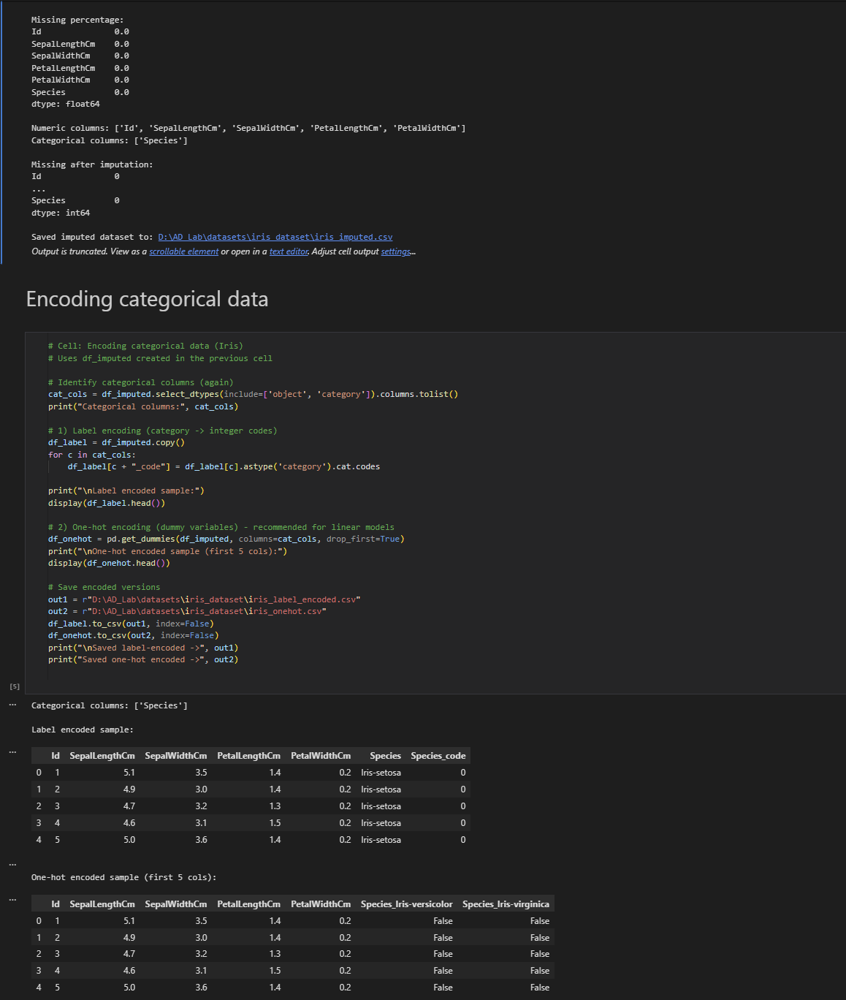 Missing percentage:
Id 0.0
SepalLengthCm 0.0
SepalWidthCm 0.0
PetalLengthCm 0.0
PetalWidthCm 0.0
Species 0.0
dtype: float64
Numeric columns: ['Id', 'SepalLengthCm', 'SepalWidthCm', 'PetalLengthCm', 'PetalWidthCm']
Categorical columns: ['Species']
Missing after imputation:
Id 0
...
Species 0
dtype: int64
Saved imputed dataset to: D:\AD_Lab\datasets\iris_dataset\iris_imputed.csv
Output is truncated. View as a scrollable element or open in a text editor. Adjust cell output settings...
Encoding categorical data
# Cell: Encoding categorical data (Iris)
# Uses df_imputed created in the previous cell
# Identify categorical columns (again)
cat_cols = df_imputed.select_dtypes(include=['object', 'category']).columns.tolist()
print("Categorical columns:", cat_cols)
# 1) Label encoding (category -> integer codes)
df_label = df_imputed.copy()
for c in cat_cols:
    df_label[c + "_code"] = df_label[c].astype('category').cat.codes
print("\nLabel encoded sample:")
display(df_label.head())
# 2) One-hot encoding (dummy variables) - recommended for linear models
df_onehot = pd.get_dummies(df_imputed, columns=cat_cols, drop_first=True)
print("\nOne-hot encoded sample (first 5 cols):")
display(df_onehot.head())
# Save encoded versions
out1 = r"D:\AD_Lab\datasets\iris_dataset\iris_label_encoded.csv"
out2 = r"D:\AD_Lab\datasets\iris_dataset\iris_onehot.csv"
df_label.to_csv(out1, index=False)
df_onehot.to_csv(out2, index=False)
print("\nSaved label-encoded ->", out1)
print("Saved one-hot encoded ->", out2)
[5]
... Categorical columns: ['Species']
Label encoded sample:
...
Id SepalLengthCm SepalWidthCm PetalLengthCm PetalWidthCm Species Species_code
0 1 5.1 3.5 1.4 0.2 Iris-setosa 0
1 2 4.9 3.0 1.4 0.2 Iris-setosa 0
2 3 4.7 3.2 1.3 0.2 Iris-setosa 0
3 4 4.6 3.1 1.5 0.2 Iris-setosa 0
4 5 5.0 3.6 1.4 0.2 Iris-setosa 0
...
One-hot encoded sample (first 5 cols):
...
Id SepalLengthCm SepalWidthCm PetalLengthCm PetalWidthCm Species_Iris-versicolor Species_Iris-virginica
0 1 5.1 3.5 1.4 0.2 False False
1 2 4.9 3.0 1.4 0.2 False False
2 3 4.7 3.2 1.3 0.2 False False
3 4 4.6 3.1 1.5 0.2 False False
4 5 5.0 3.6 1.4 0.2 False False